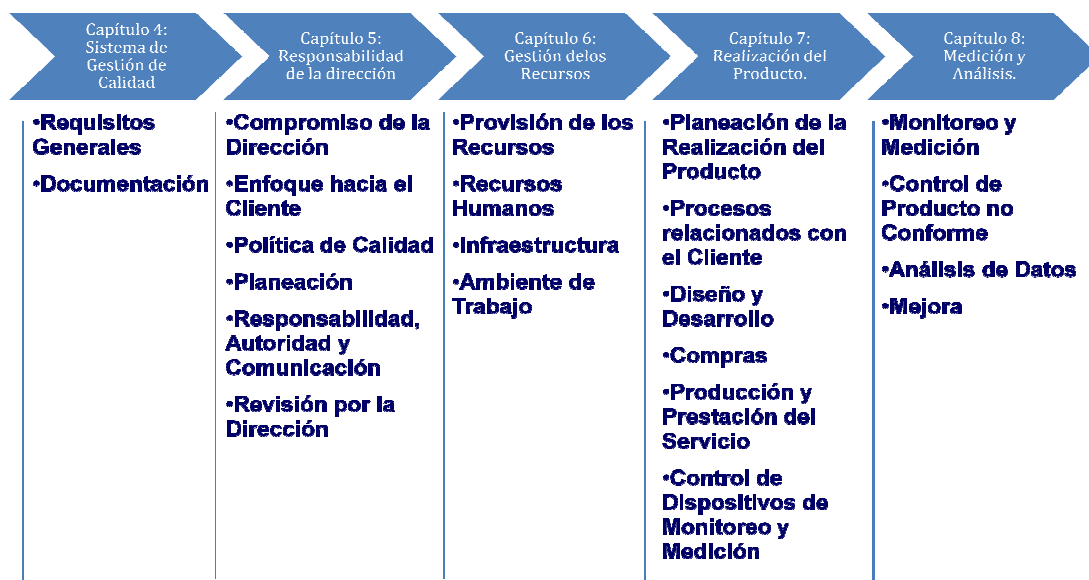 Capítulo 4:
Sistema de
Gestión de
Calidad
Capítulo 5:
Responsabilidad
de la dirección
Capítulo 6:
Gestión delos
Recursos
Capítulo 7:
Realización del
Producto.
Capítulo 8:
Medición y
Análisis.
•Requisitos
Generales
•Documentación
•Compromiso de la
Dirección
•Enfoque hacia el
Cliente
•Política de Calidad
•Planeación
•Responsabilidad,
Autoridad y
Comunicación
•Revisión por la
Dirección
•Provisión de los
Recursos
•Recursos
Humanos
•Infraestructura
•Ambiente de
Trabajo
•Planeación de la
Realización del
Producto
•Procesos
relacionados con
el Cliente
•Diseño y
Desarrollo
•Compras
•Producción y
Prestación del
Servicio
•Control de
Dispositivos de
Monitoreo y
Medición
•Monitoreo y
Medición
•Control de
Producto no
Conforme
•Análisis de Datos
•Mejora